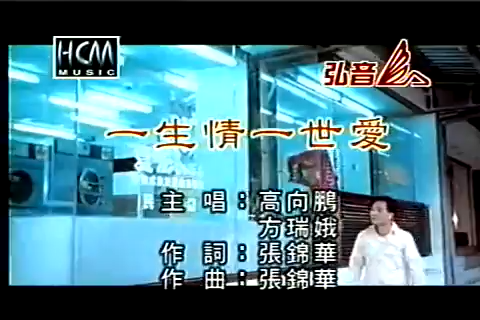 HCM
MUSIC
弘音
一生情一世愛
主唱：高向鵬
方瑞娥
作詞：張錦華
作曲：張錦華